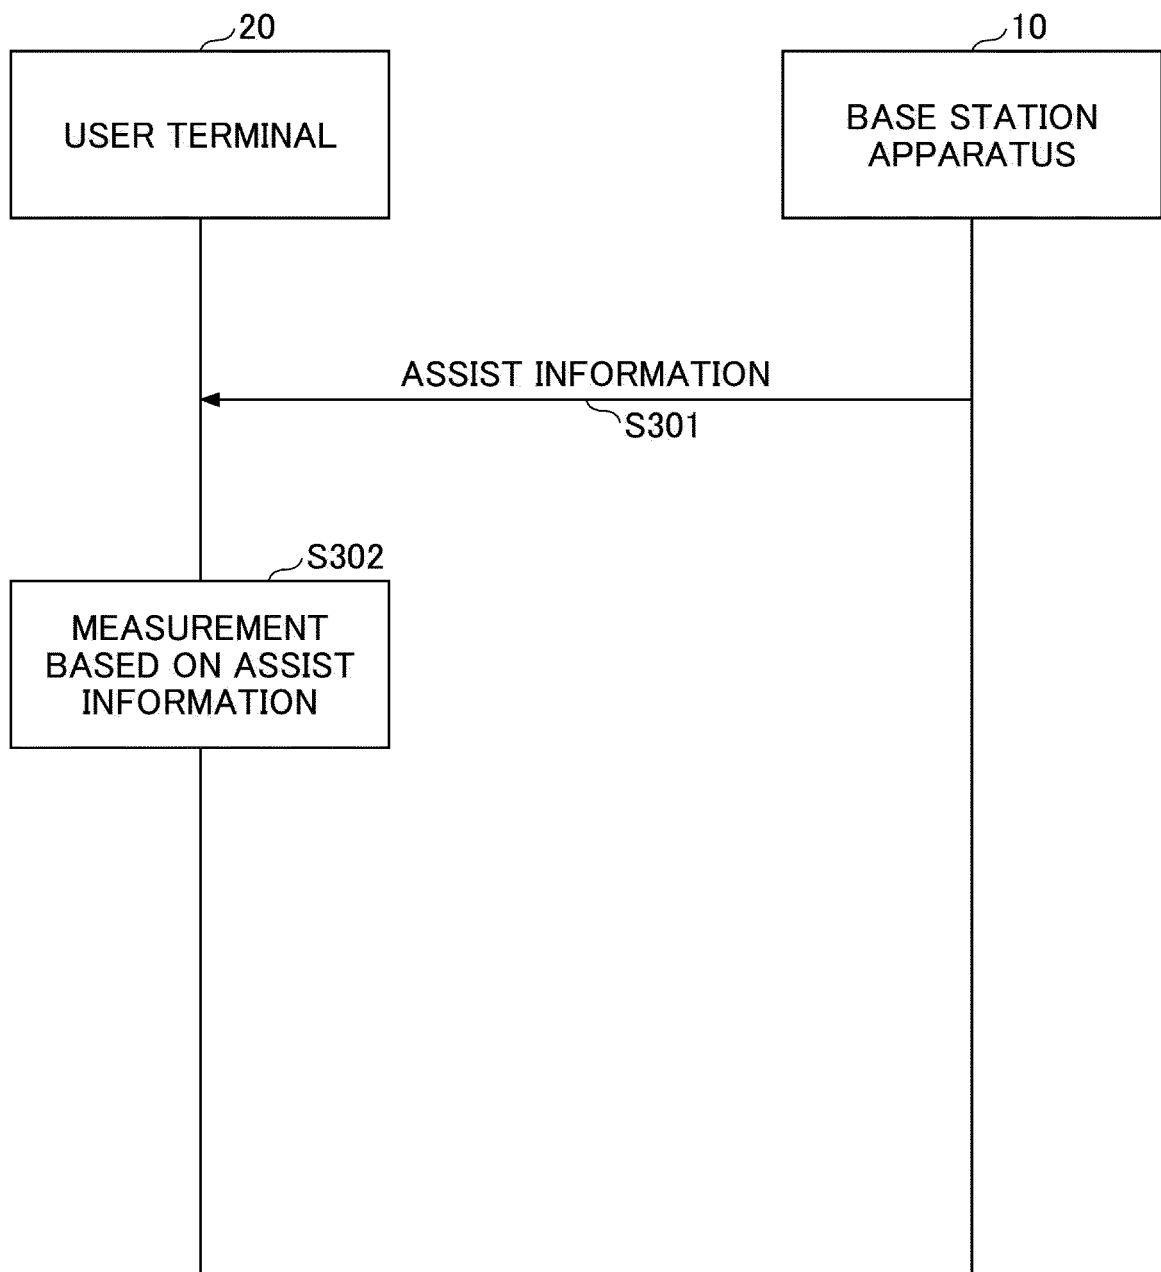 20
10
USER TERMINAL
BASE STATION
APPARATUS
ASSIST INFORMATION
S301
S302
MEASUREMENT
BASED ON ASSIST
INFORMATION